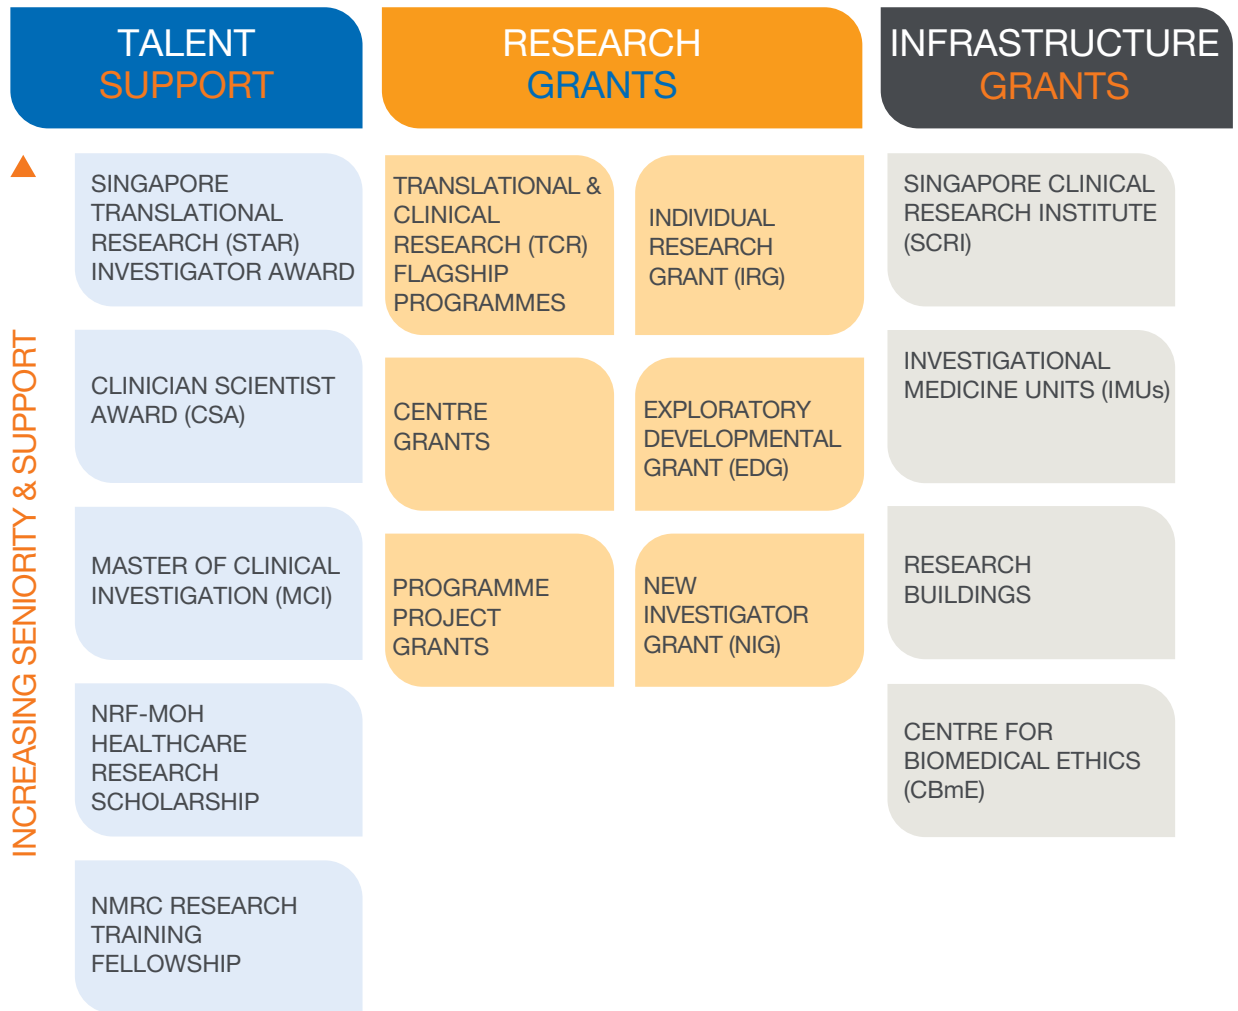 TALENT
SUPPORT
RESEARCH
GRANTS
INFRASTRUCTURE
GRANTS
INCREASING SENIORITY & SUPPORT
SINGAPORE
TRANSLATIONAL
RESEARCH (STAR)
INVESTIGATOR AWARD
CLINICIAN SCIENTIST
AWARD (CSA)
MASTER OF CLINICAL
INVESTIGATION (MCI)
NRF-MOH
HEALTHCARE
RESEARCH
SCHOLARSHIP
NMRC RESEARCH
TRAINING
FELLOWSHIP
TRANSLATIONAL &
CLINICAL
RESEARCH (TCR)
FLAGSHIP
PROGRAMMES
CENTRE
GRANTS
PROGRAMME
PROJECT
GRANTS
INDIVIDUAL
RESEARCH
GRANT (IRG)
EXPLORATORY
DEVELOPMENTAL
GRANT (EDG)
NEW
INVESTIGATOR
GRANT (NIG)
SINGAPORE CLINICAL
RESEARCH INSTITUTE
(SCRI)
INVESTIGATIONAL
MEDICINE UNITS (IMUs)
RESEARCH
BUILDINGS
CENTRE FOR
BIOMEDICAL ETHICS
(CBmE)